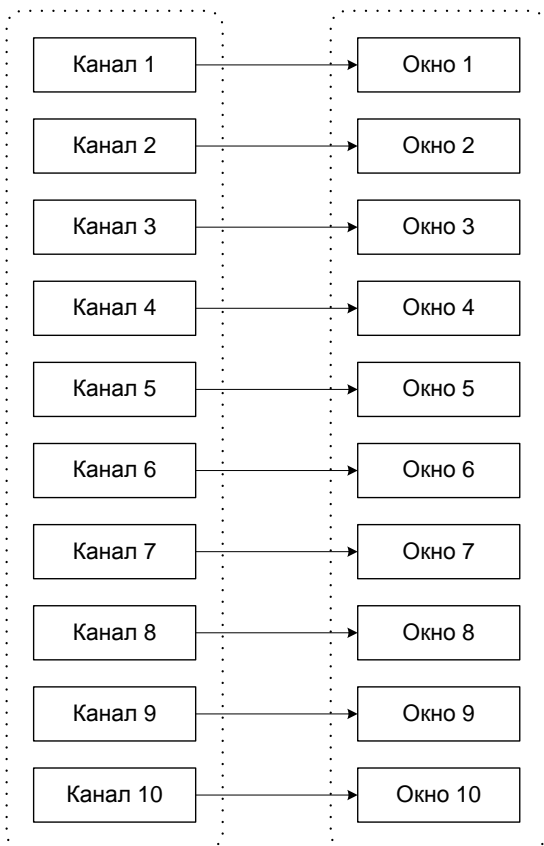 Канал 1
Окно 1
Канал 2
Окно 2
Канал 3
Окно 3
Канал 4
Окно 4
Канал 5
Окно 5
Канал 6
Окно 6
Канал 7
Окно 7
Канал 8
Окно 8
Канал 9
Окно 9
Канал 10
Окно 10